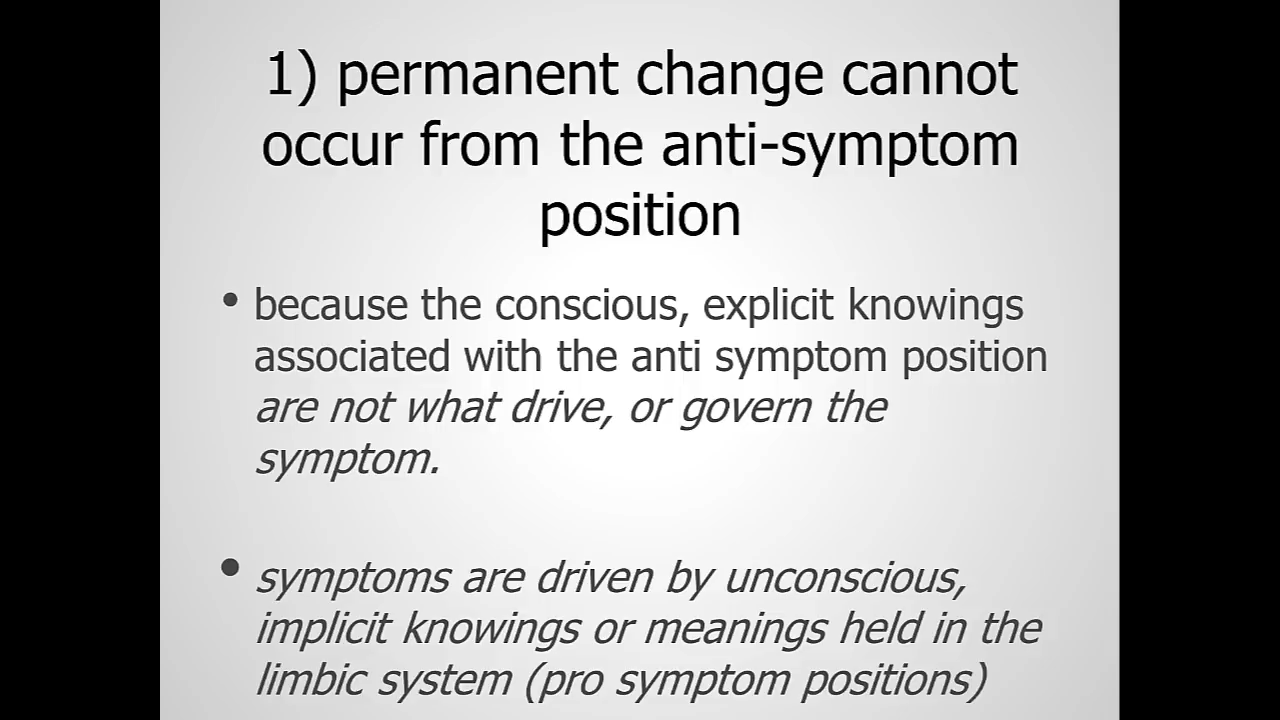 1) permanent change cannot
occur from the anti-symptom
position
• because the conscious, explicit knowings
associated with the anti symptom position
are not what drive, or govern the
symptom.
• symptoms are driven by unconscious,
implicit knowings or meanings held in the
limbic system (pro symptom positions)